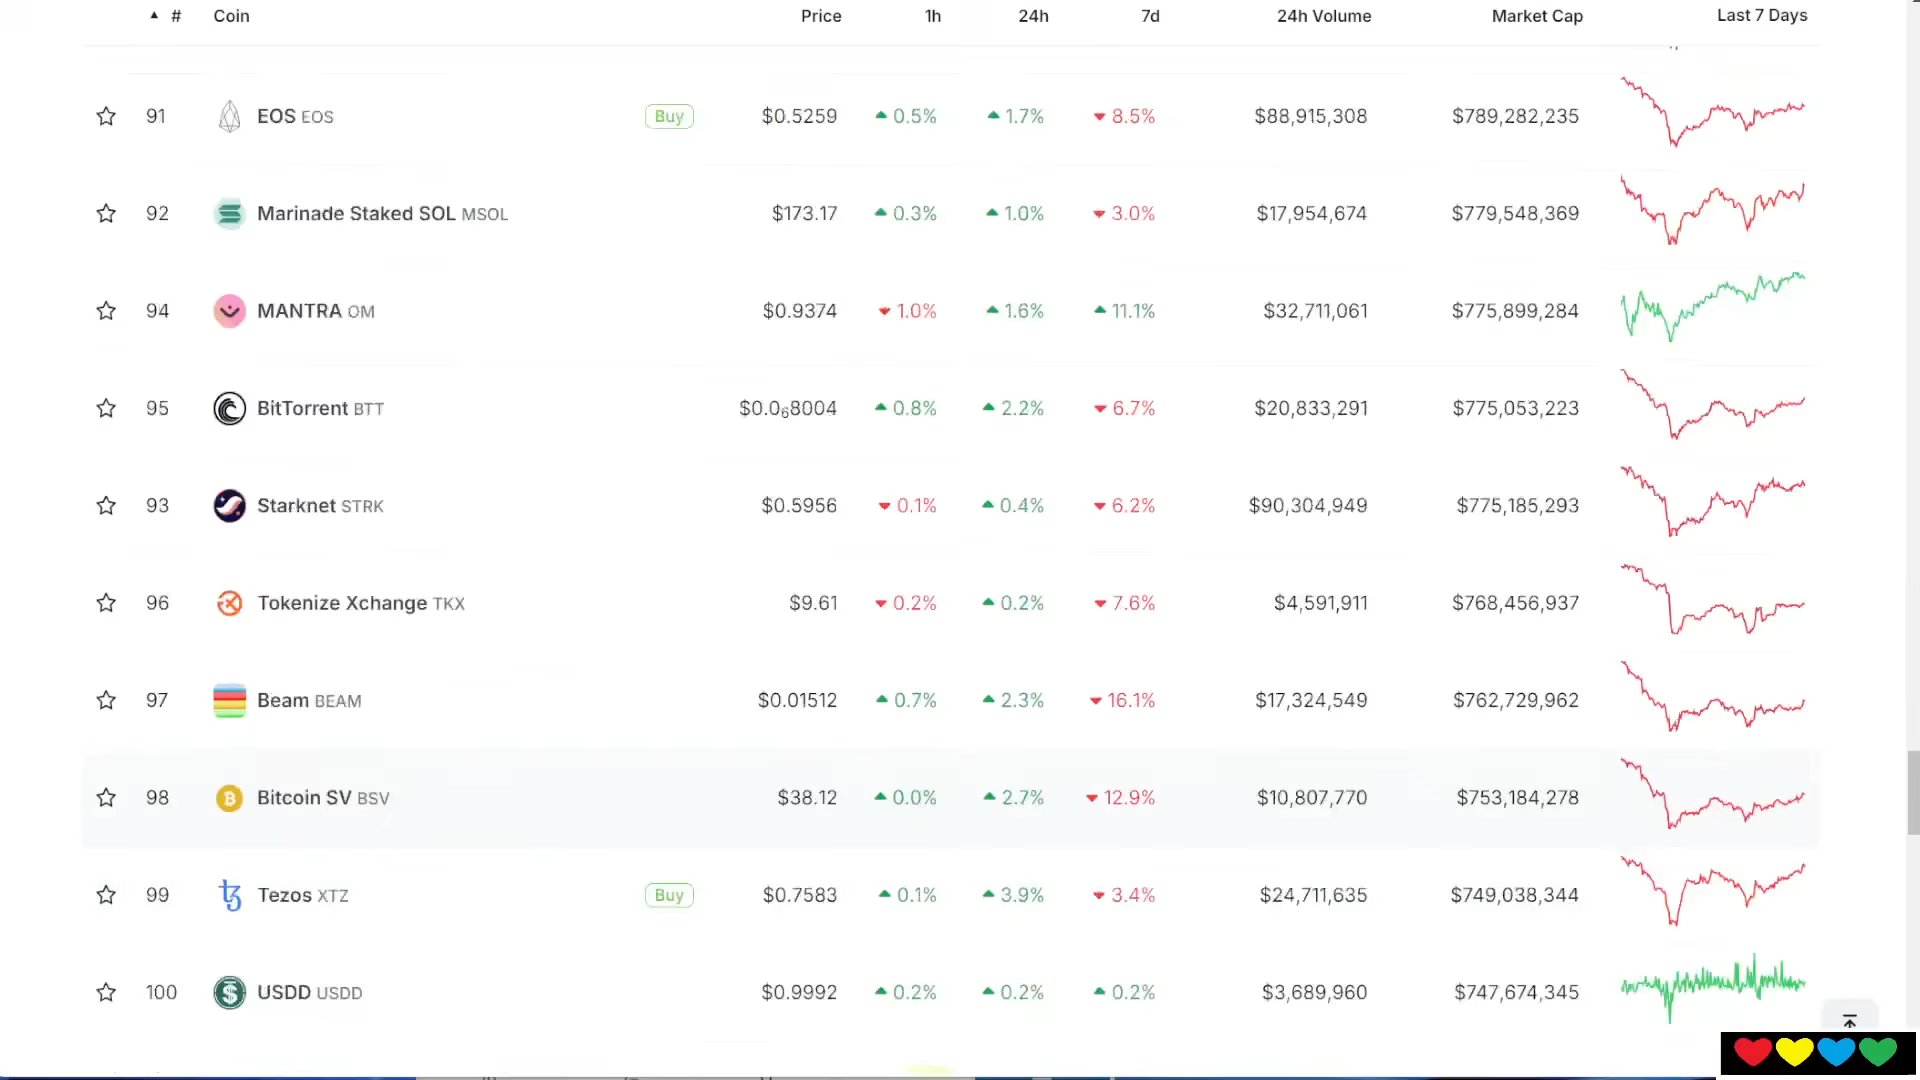 # Coin Price 1h 24h 7d 24h Volume Market Cap Last 7 Days
91 EOS EOS Buy $0.5259 0.5% 1.7% 8.5% $88,915,308 $789,282,235
92 Marinade Staked SOL MSOL $173.17 0.3% 1.0% 3.0% $17,954,674 $779,548,369
94 MANTRA OM $0.9374 1.0% 1.6% 11.1% $32,711,061 $775,899,284
95 BitTorrent BTT $0.0₆8004 0.8% 2.2% 6.7% $20,833,291 $775,053,223
93 Starknet STRK $0.5956 0.1% 0.4% 6.2% $90,304,949 $775,185,293
96 Tokenize Xchange TKX $9.61 0.2% 0.2% 7.6% $4,591,911 $768,456,937
97 Beam BEAM $0.01512 0.7% 2.3% 16.1% $17,324,549 $762,729,962
98 Bitcoin SV BSV $38.12 0.0% 2.7% 12.9% $10,807,770 $753,184,278
99 Tezos XTZ Buy $0.7583 0.1% 3.9% 3.4% $24,711,635 $749,038,344
100 USDD USDD $0.9992 0.2% 0.2% 0.2% $3,689,960 $747,674,345